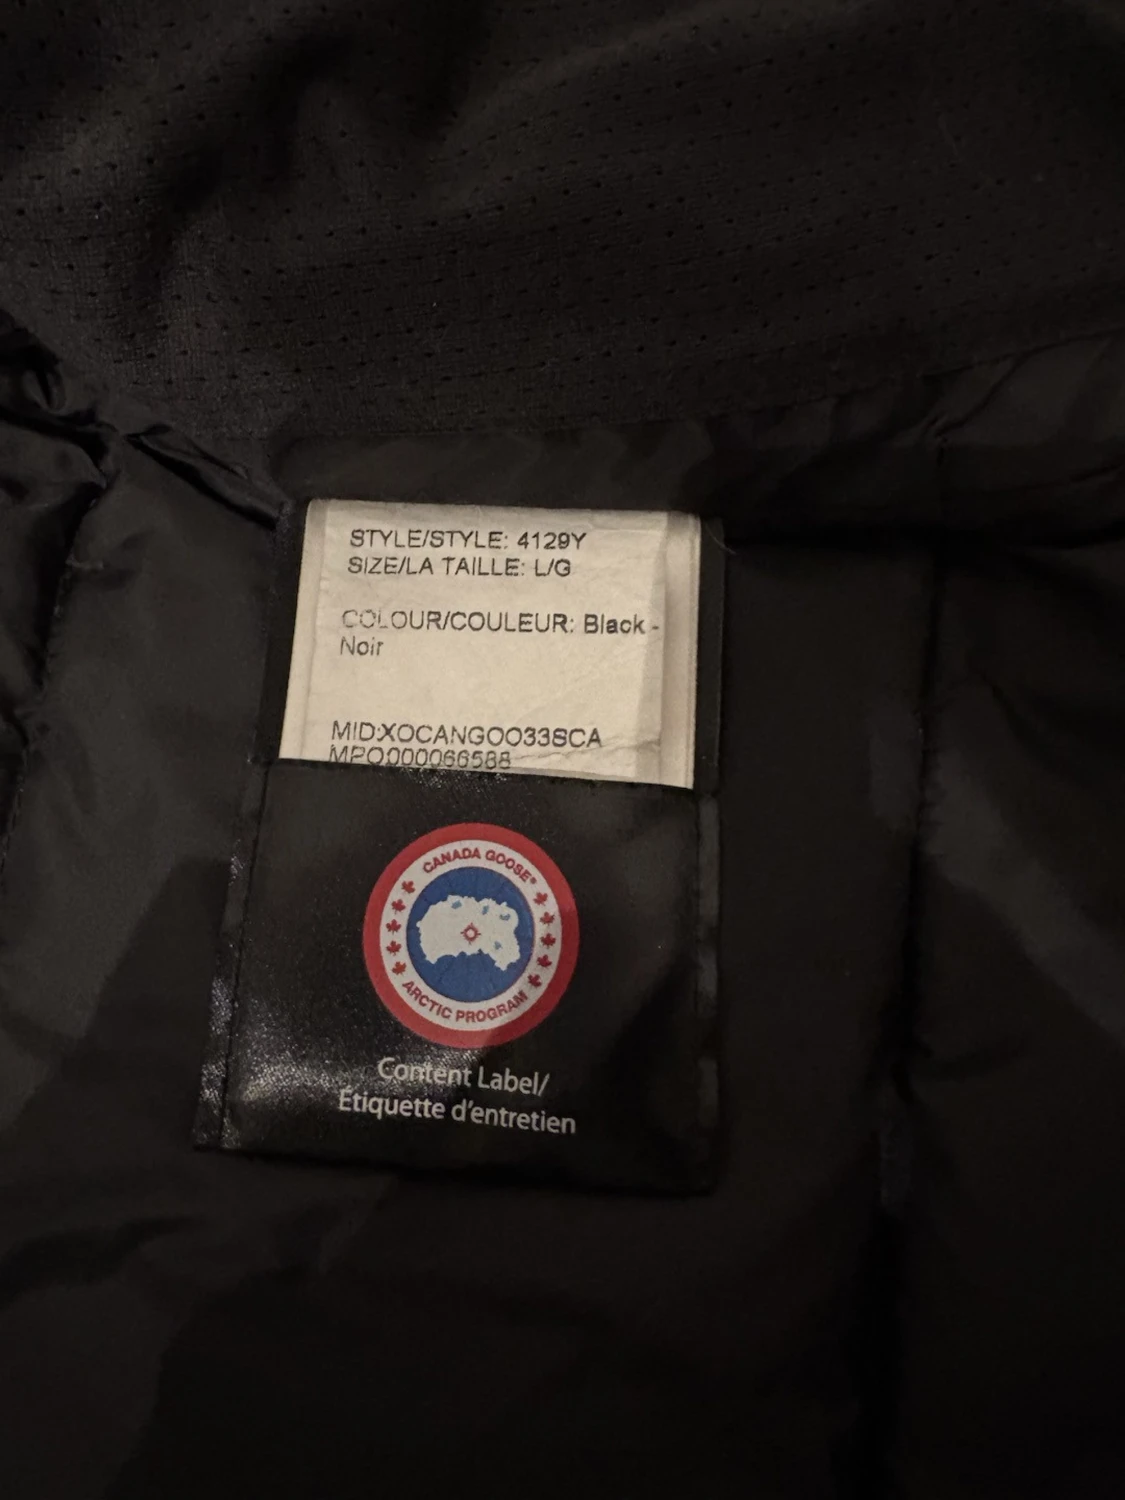 STYLE/STYLE: 4129Y
SIZE/LA TAILLE: L/G
COLOUR/COULEUR: Black -
Noir
MID:XOCANGOO33SCA
MPO000066588
CANADA GOOSE®
ARCTIC PROGRAM
Content Label/
Étiquette d'entretien